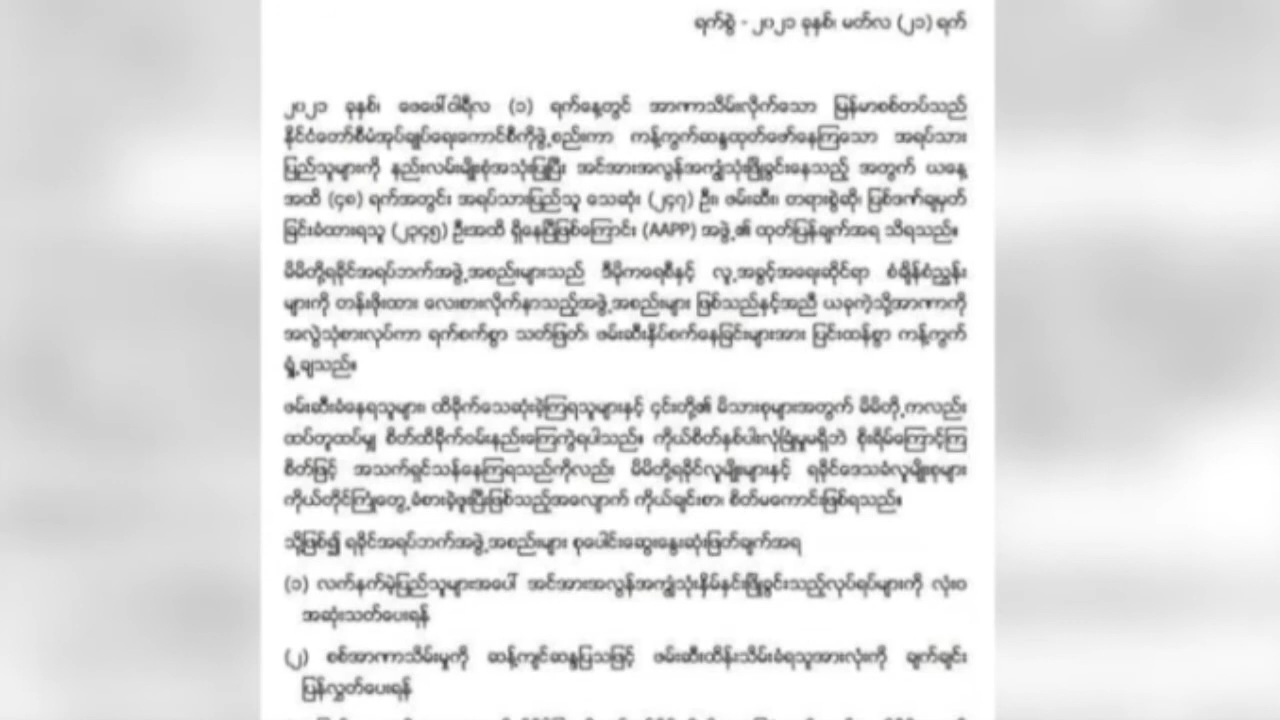 ရက်စွဲ - ၂၀၂၁ ခုနှစ်၊ မတ်လ (၂၁) ရက်
၂၀၂၁ ခုနှစ်၊ ဖေဖေါ်ဝါရီလ (၁) ရက်နေ့တွင် အာဏာသိမ်းလိုက်သော မြန်မာစစ်တပ်သည်
နိုင်ငံတော်စီမံအုပ်ချုပ်ရေးကောင်စီကိုဖွဲ့စည်းကာ ကန့်ကွက်ဆန္ဒထုတ်ဖော်နေကြသော အရပ်သား
ပြည်သူများကို နည်းလမ်းမျိုးစုံအသုံးပြုပြီး အင်အားအလွန်အကျွံသုံးဖြိုခွင်းနေသည့် အတွက် ယနေ့
အထိ (၄၈) ရက်အတွင်း အရပ်သားပြည်သူ သေဆုံး (၂၄၇) ဦး၊ ဖမ်းဆီး၊ တရားစွဲဆို၊ ပြစ်ဒဏ်ချမှတ်
ခြင်းခံထားရသူ (၂၃၄၅) ဦးအထိ ရှိနေပြီဖြစ်ကြောင်း (AAPP) အဖွဲ့၏ ထုတ်ပြန်ချက်အရ သိရသည်။
မိမိတို့ရခိုင်အရပ်ဘက်အဖွဲ့အစည်းများသည် ဒီမိုကရေစီနှင့် လူ့အခွင့်အရေးဆိုင်ရာ စံချိန်စံညွှန်း
များကို တန်ဖိုးထား လေးစားလိုက်နာသည့်အဖွဲ့အစည်းများ ဖြစ်သည်နှင့်အညီ ယခုကဲ့သို့အာဏာကို
အလွဲသုံးစားလုပ်ကာ ရက်စက်စွာ သတ်ဖြတ်၊ ဖမ်းဆီးနှိပ်စက်နေခြင်းများအား ပြင်းထန်စွာ ကန့်ကွက်
ရှုံ့ချသည်။
ဖမ်းဆီးခံနေရသူများ၊ ထိခိုက်သေဆုံးခဲ့ကြရသူများနှင့် ၄င်းတို့၏ မိသားစုများအတွက် မိမိတို့ကလည်း
ထပ်တူထပ်မျှ စိတ်ထိခိုက်ဝမ်းနည်းကြေကွဲရပါသည်။ ကိုယ်စိတ်နှစ်ပါးလုံခြုံမှုမရှိဘဲ စိုးရိမ်ကြောင့်ကြ
စိတ်ဖြင့် အသက်ရှင်သန်နေကြရသည်ကိုလည်း မိမိတို့ရခိုင်လူမျိုးများနှင့် ရခိုင်ဒေသခံလူမျိုးစုများ
ကိုယ်တိုင်ကြုံတွေ့ခံစားခဲ့ဖူးပြီးဖြစ်သည့်အလျောက် ကိုယ်ချင်းစာ၊ စိတ်မကောင်းဖြစ်ရသည်။
သို့ဖြစ်၍ ရခိုင်အရပ်ဘက်အဖွဲ့အစည်းများ စုပေါင်းဆွေးနွေးဆုံးဖြတ်ချက်အရ
(၁) လက်နက်မဲ့ပြည်သူများအပေါ် အင်အားအလွန်အကျွံသုံးနှိမ်နှင်းဖြိုခွင်းသည့်လုပ်ရပ်များကို လုံးဝ
အဆုံးသတ်ပေးရန်
(၂) စစ်အာဏာသိမ်းမှုကို ဆန့်ကျင်ဆန္ဒပြသဖြင့် ဖမ်းဆီးထိန်းသိမ်းခံရသူအားလုံးကို ချက်ချင်း
ပြန်လွှတ်ပေးရန်